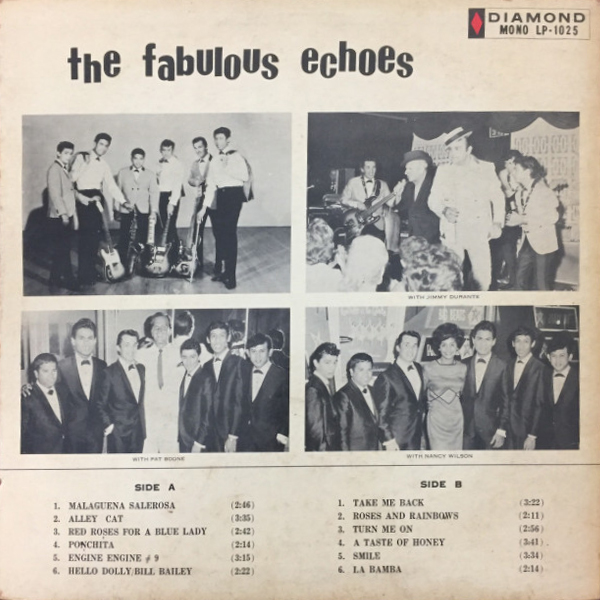 DIAMOND
MONO LP-1025
the fabulous echoes
WITH JIMMY DURANTE
WITH PAT BOONE
WITH NANCY WILSON
SIDE A
1. MALAGUENA SALEROSA (2:46)
2. ALLEY CAT (3:35)
3. RED ROSES FOR A BLUE LADY (2:42)
4. PONCHITA (2:14)
5. ENGINE ENGINE # 9 (3:15)
6. HELLO DOLLY/BILL BAILEY (2:22)
SIDE B
1. TAKE ME BACK (3:22)
2. ROSES AND RAINBOWS (2:11)
3. TURN ME ON (2:56)
4. A TASTE OF HONEY (3:41)
5. SMILE (3:34)
6. LA BAMBA (2:14)